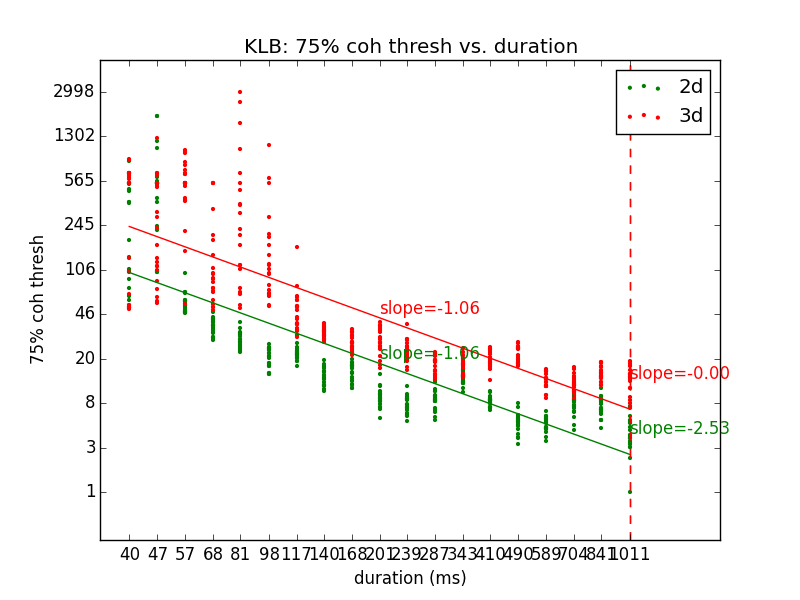 KLB: 75% coh thresh vs. duration
2d
3d
75% coh thresh
2998
1302
565
245
106
46
20
8
3
1
slope=-1.06
slope=-1.06
slope=-0.00
slope=-2.53
40 47 57 68 81 98 117 140 168 201 239 287 343 410 490 589 704 841 1011
duration (ms)